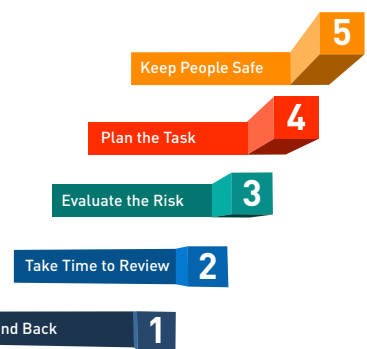 5
Keep People Safe
4
Plan the Task
3
Evaluate the Risk
2
Take Time to Review
1
Back